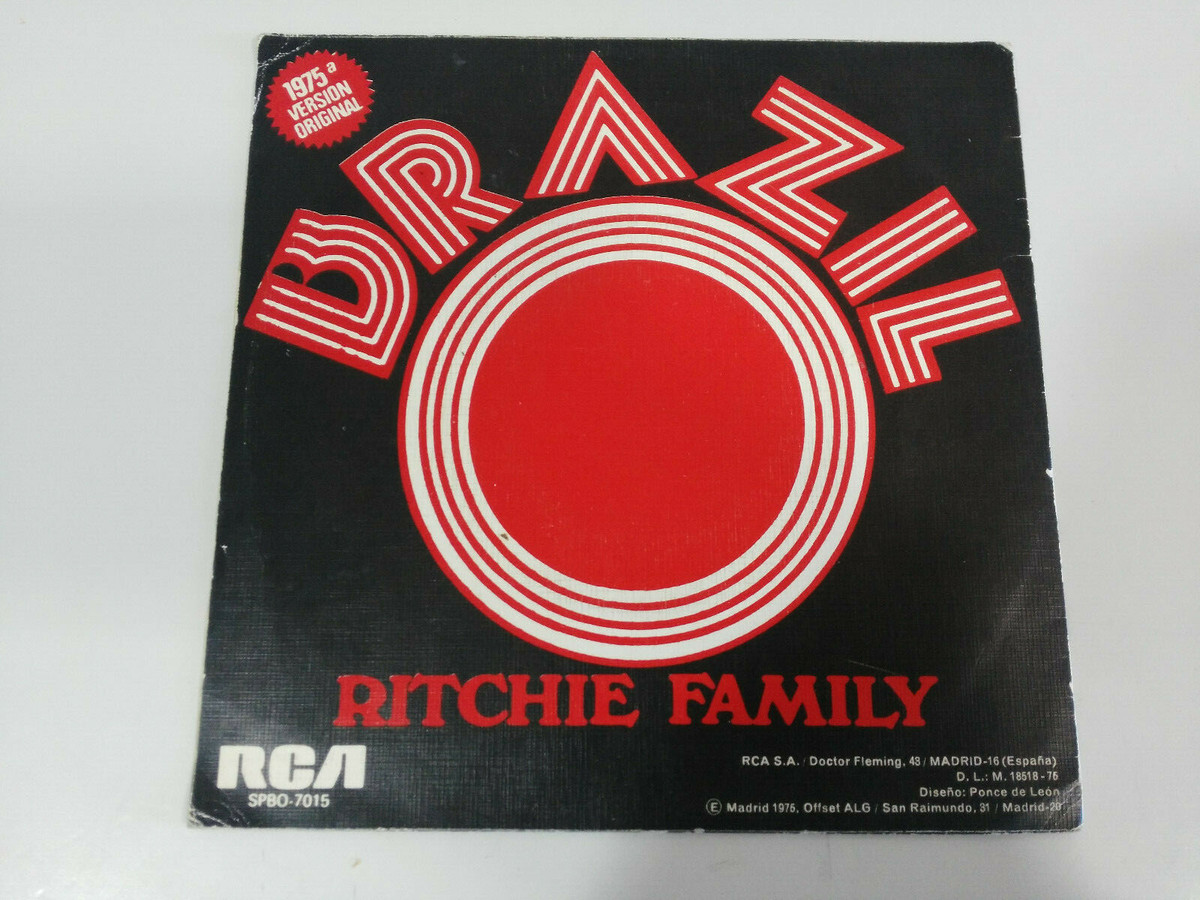 1975ª
VERSION
ORIGINAL
BRAZIL
RITCHIE FAMILY
RCA
SPBO-7015
RCA S.A. / Doctor Fleming, 43 / MADRID-16 (España)
D. L.: M. 18518-75
Diseño: Ponce de León
Ⓔ Madrid 1975, Offset ALG / San Raimundo, 31 / Madrid-20